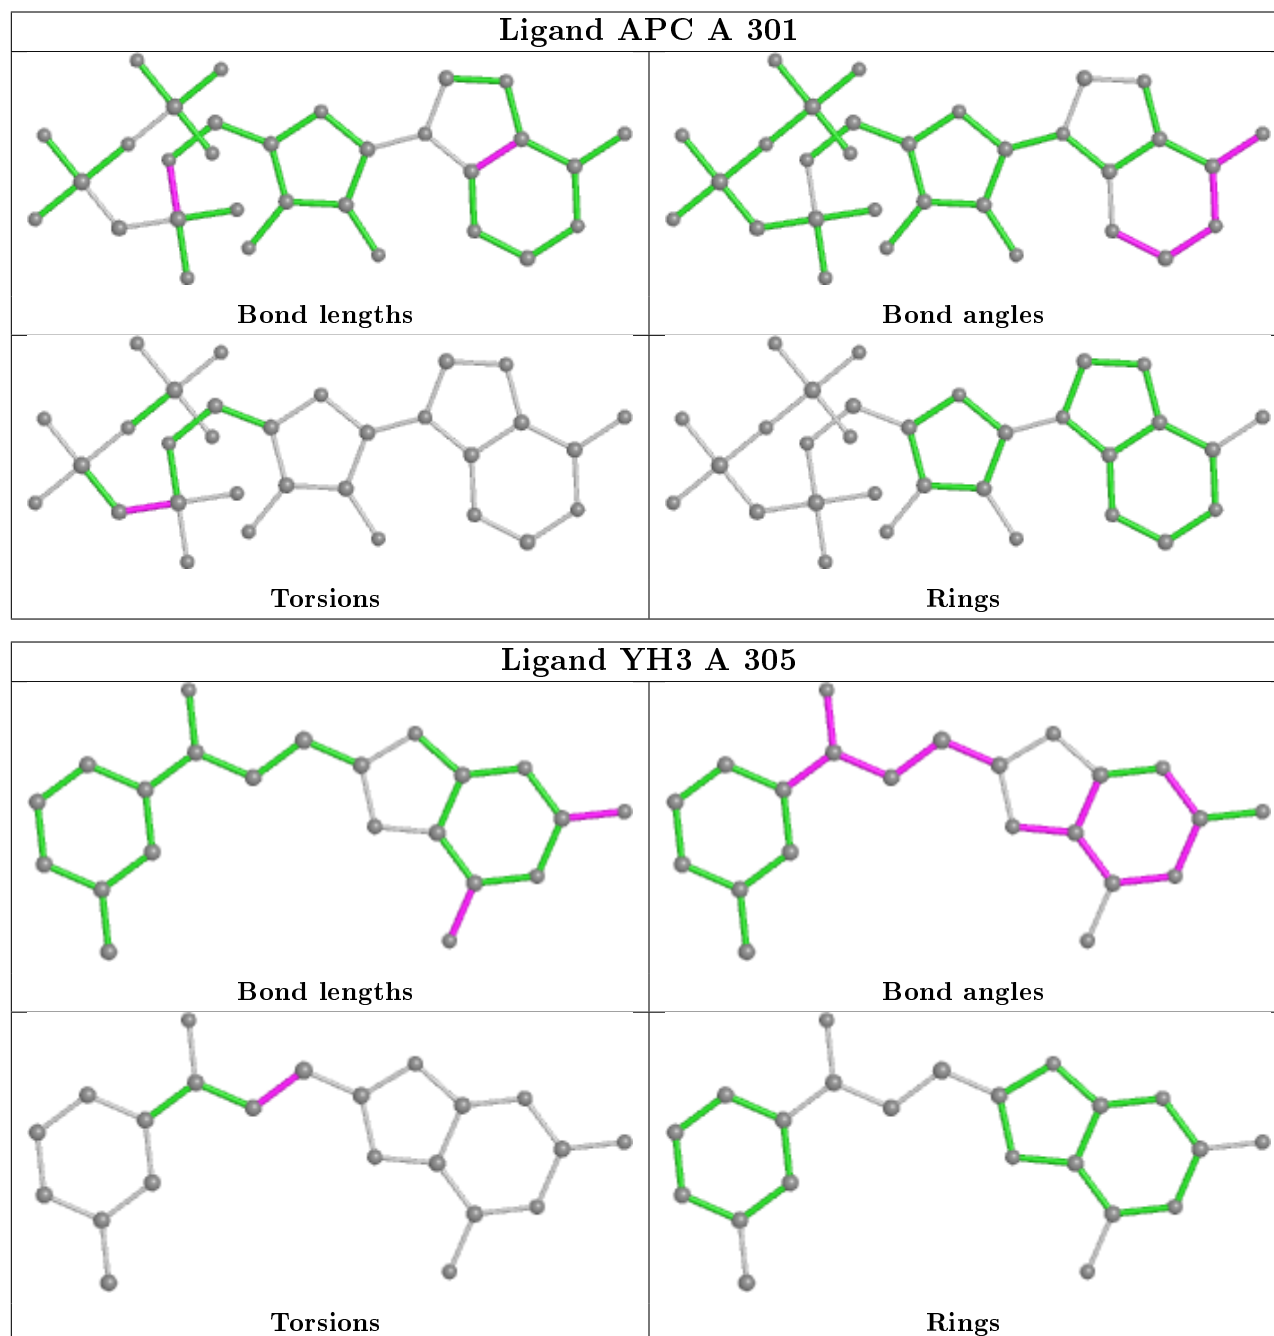 Ligand APC A 301
Bond lengths
Bond angles
Torsions
Rings
Ligand YH3 A 305
Bond lengths
Bond angles
Torsions
Rings